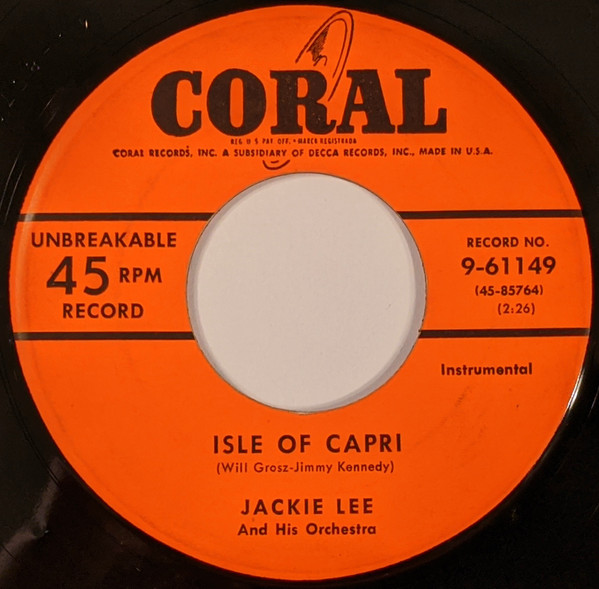 CORAL
REG. U S PAT. OFF. • MARCA REGISTRADA
CORAL RECORDS, INC. A SUBSIDIARY OF DECCA RECORDS, INC., MADE IN U.S.A.
UNBREAKABLE
45 RPM
RECORD
RECORD NO.
9-61149
(45-85764)
(2:26)
Instrumental
ISLE OF CAPRI
(Will Grosz-Jimmy Kennedy)
JACKIE LEE
And His Orchestra